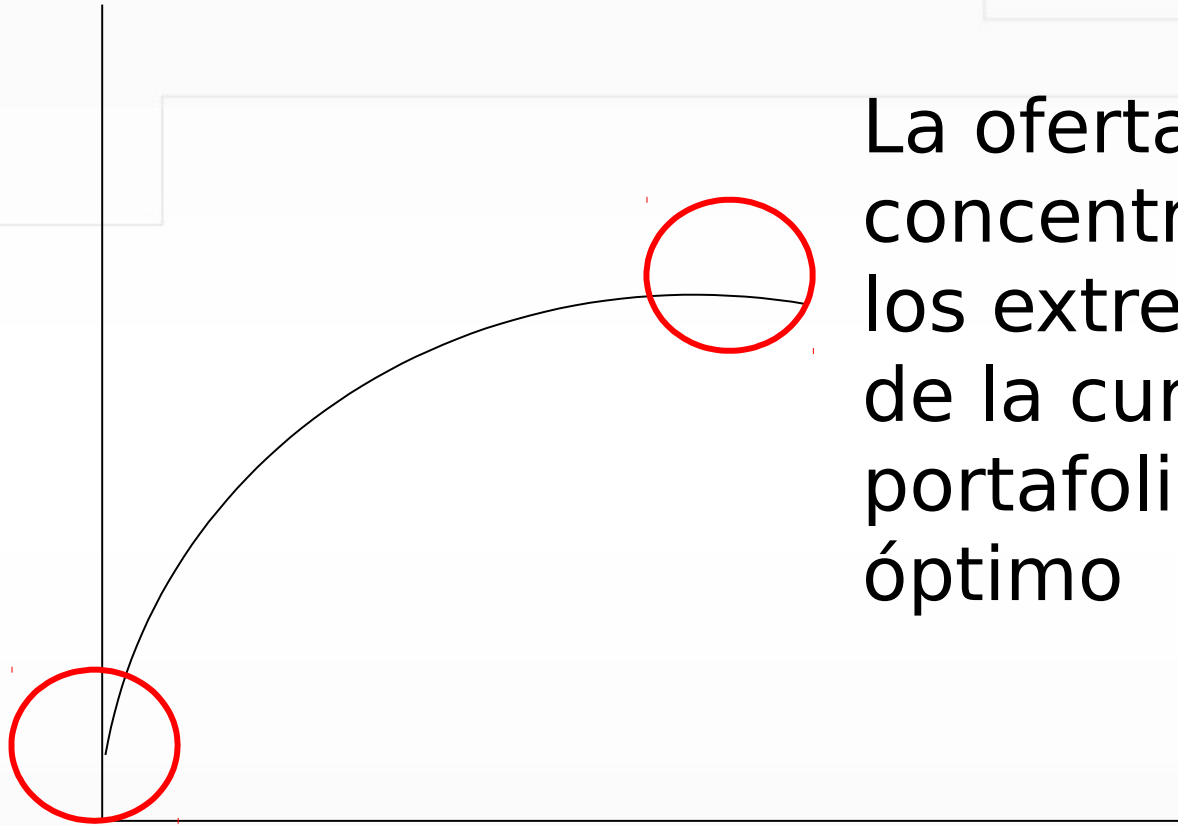 La oferta
concentr
los extre
de la cur
portafoli
óptimo